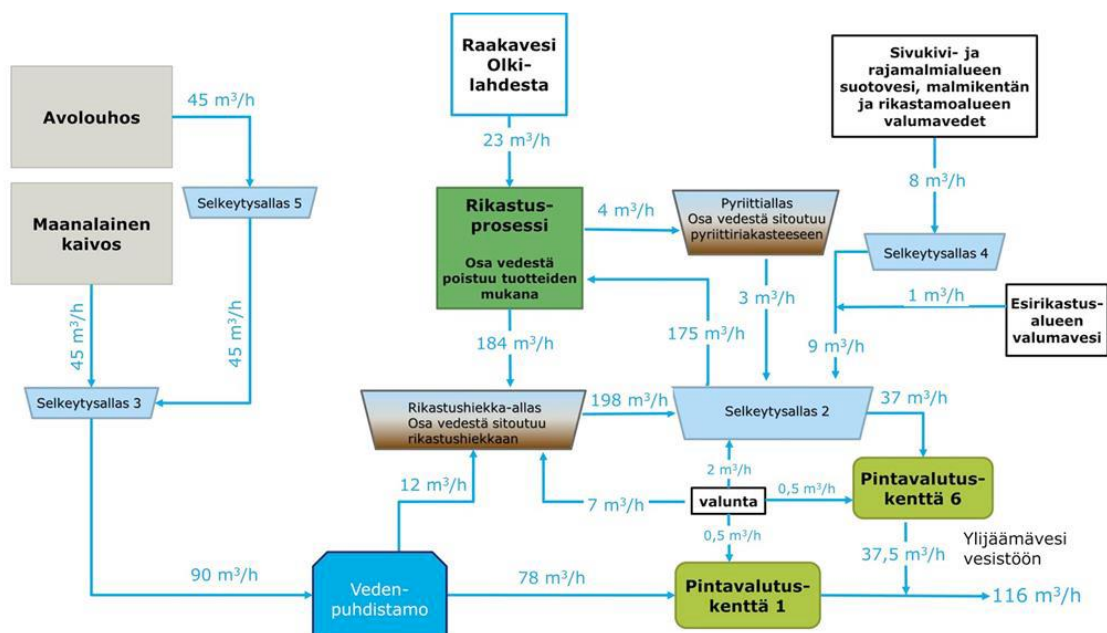 Avolouhos
45 m³/h
Maanalainen
kaivos
Selkeytysallas 5
45 m³/h
45 m³/h
Selkeytysallas 3
90 m³/h
Veden-
puhdistamo
12 m³/h
78 m³/h
Raakavesi
Olki-
lahdesta
23 m³/h
Rikastus-
prosessi
Osa vedestä
poistuu tuotteiden
mukana
4 m³/h
184 m³/h
Pyriittiallas
Osa vedestä sitoutuu
pyriittiriakasteeseen
3 m³/h
175 m³/h
Rikastushiekka-allas
Osa vedestä sitoutuu
rikastushiekkaan
198 m³/h
Sivukivi- ja
rajamalmialueen
suotovesi, malmikentän
ja rikastamoalueen
valumavedet
8 m³/h
Selkeytysallas 4
1 m³/h
Esirikastus-
alueen
valumavesi
9 m³/h
Selkeytysallas 2
37 m³/h
2 m³/h
7 m³/h
valunta
0,5 m³/h
0,5 m³/h
Pintavalutus-
kenttä 6
37,5 m³/h
Ylijäämävesi
vesistöön
Pintavalutus-
kenttä 1
116 m³/h